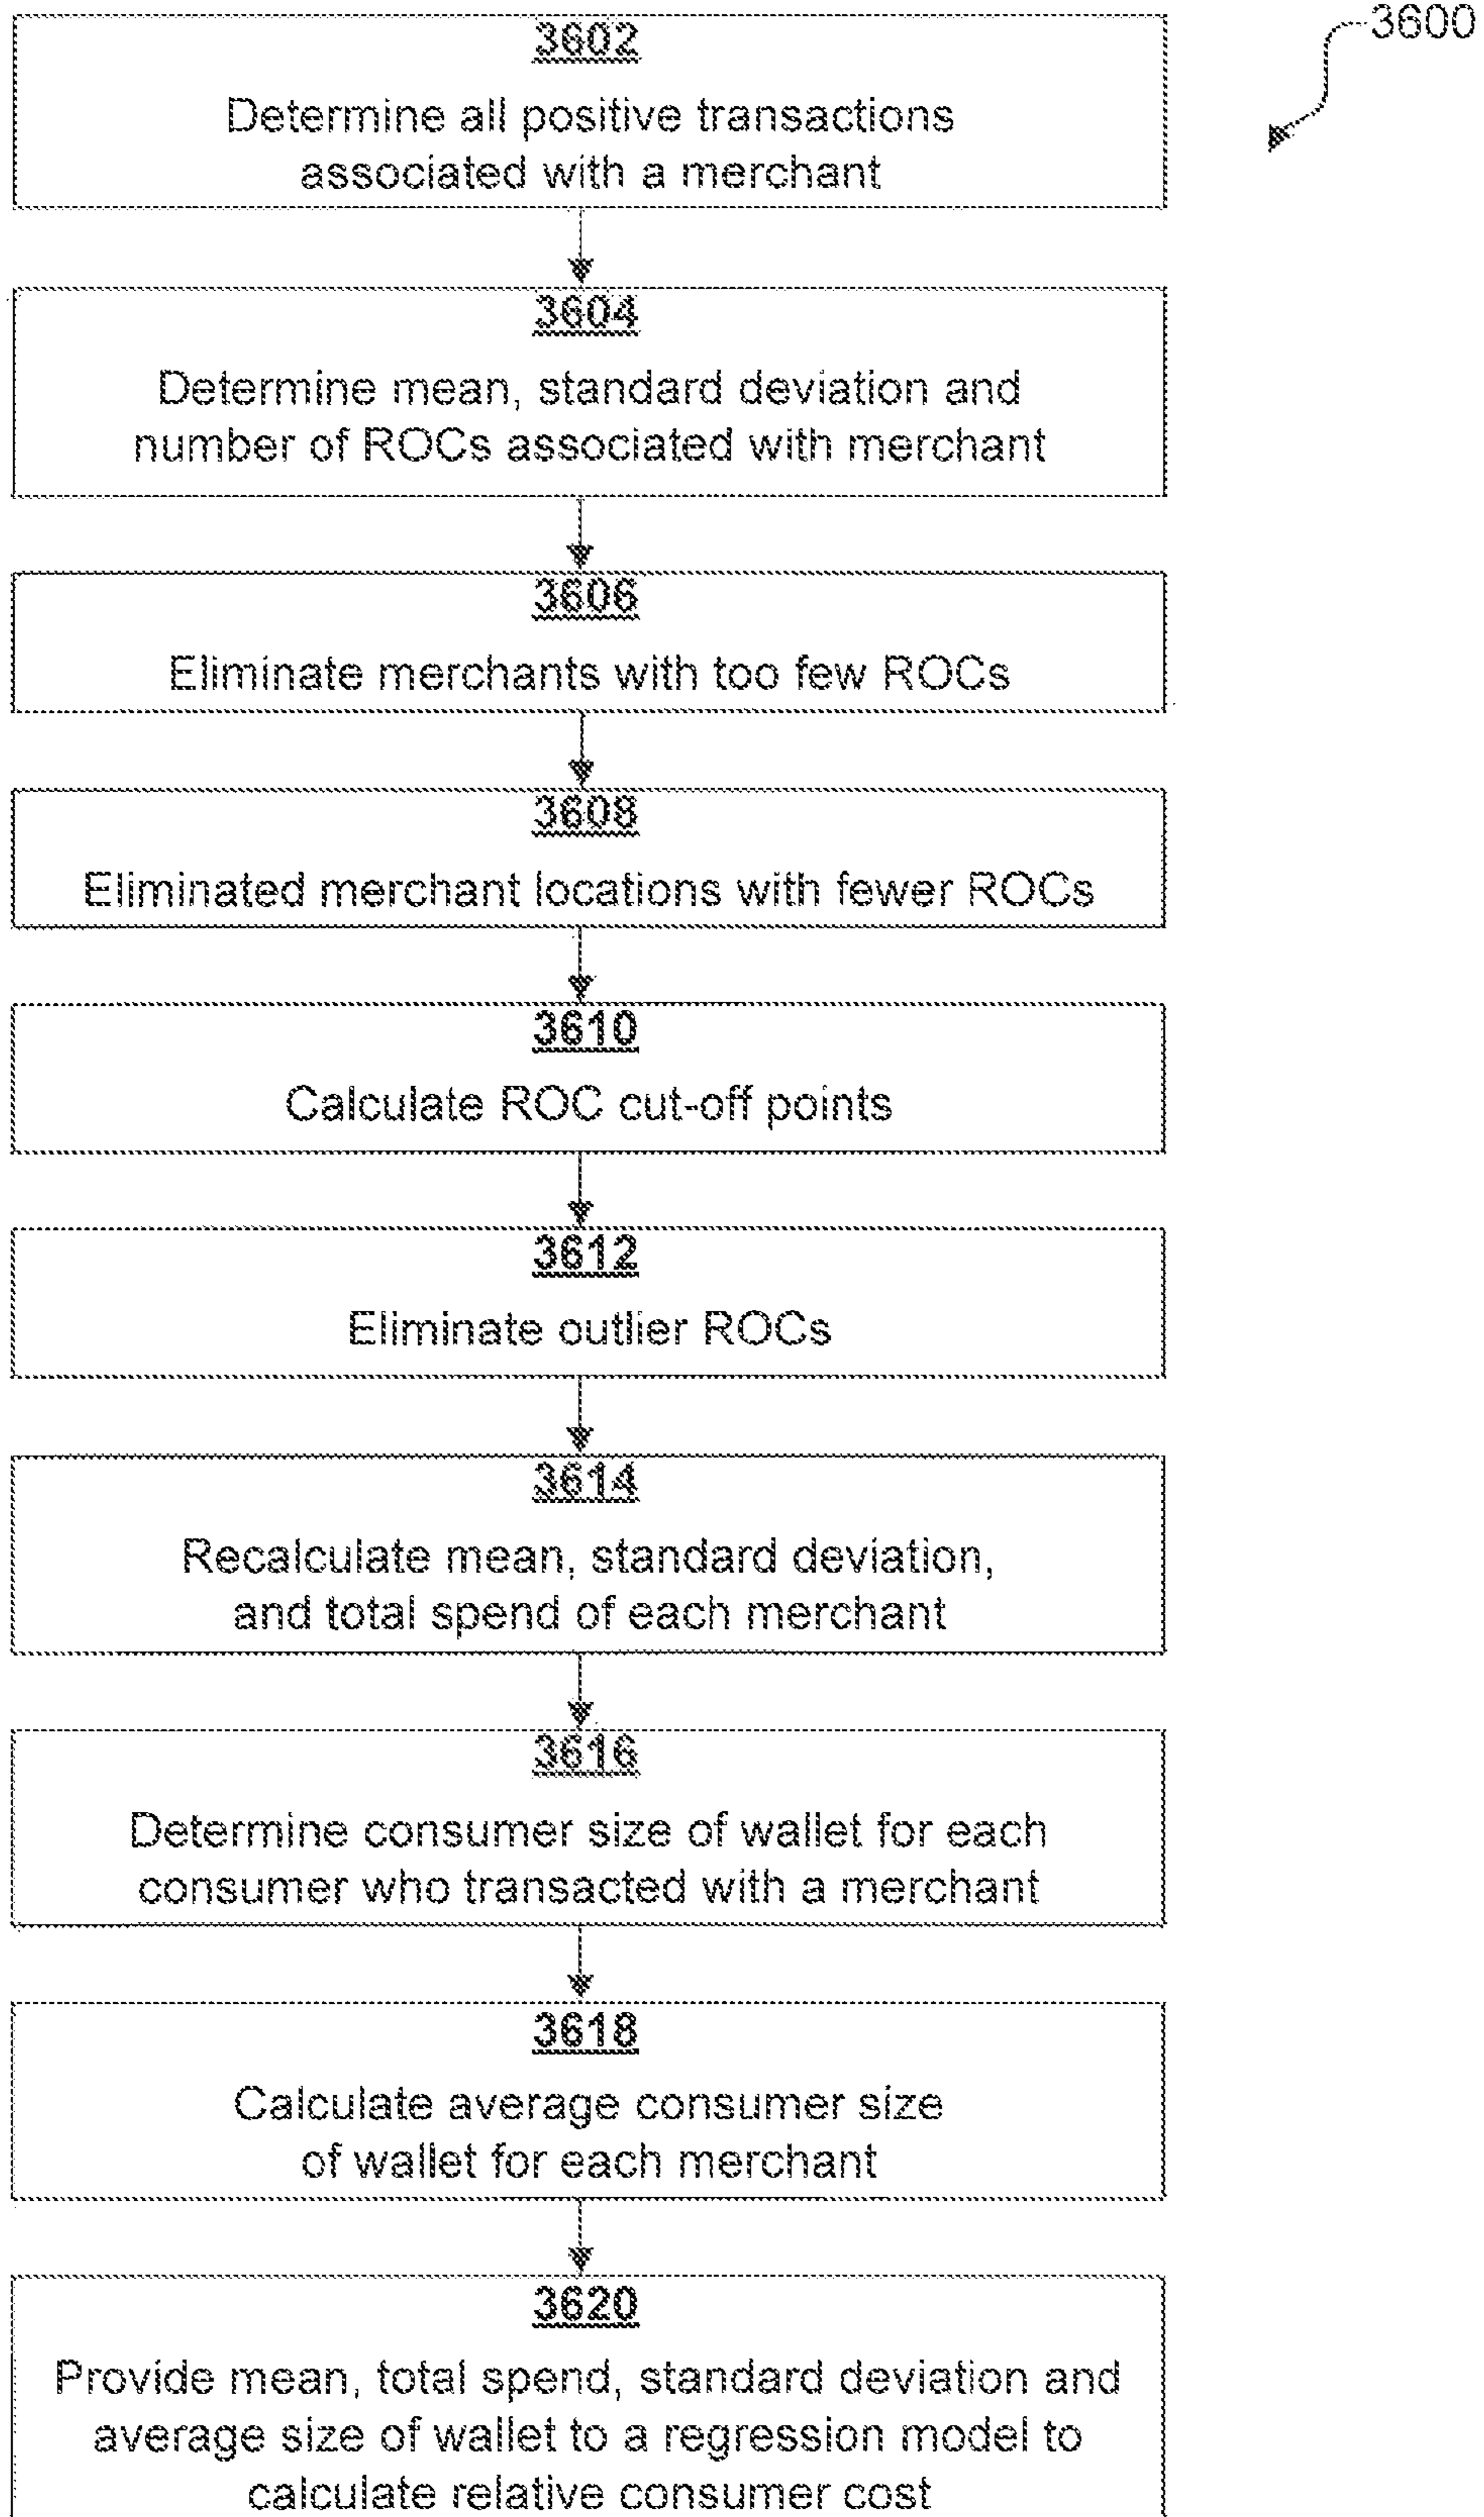 3600
3602
Determine all positive transactions
associated with a merchant
3604
Determine mean, standard deviation and
number of ROCs associated with merchant
3606
Eliminate merchants with too few ROCs
3608
Eliminated merchant locations with fewer ROCs
3610
Calculate ROC cut-off points
3612
Eliminate outlier ROCs
3614
Recalculate mean, standard deviation,
and total spend of each merchant
3616
Determine consumer size of wallet for each
consumer who transacted with a merchant
3618
Calculate average consumer size
of wallet for each merchant
3620
Provide mean, total spend, standard deviation and
average size of wallet to a regression model to
calculate relative consumer cost